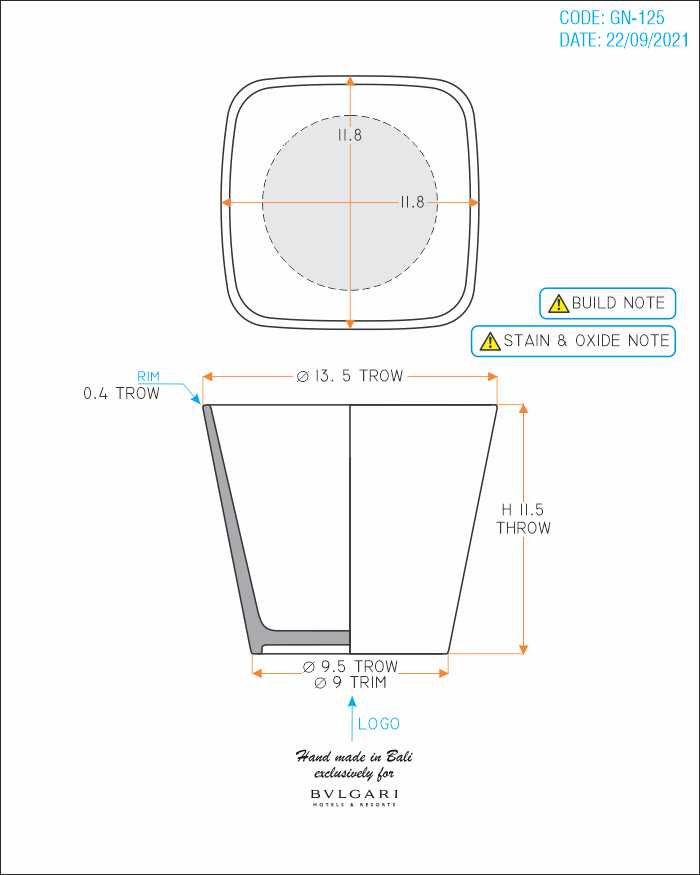 CODE: GN-125
DATE: 22/09/2021
11.8
11.8
BUILD NOTE
STAIN & OXIDE NOTE
RIM
0.4 TROW
Ø 13. 5 TROW
H 11.5
THROW
Ø 9.5 TROW
Ø 9 TRIM
LOGO
Hand made in Bali
exclusively for
BVLGARI
HOTELS & RESORTS